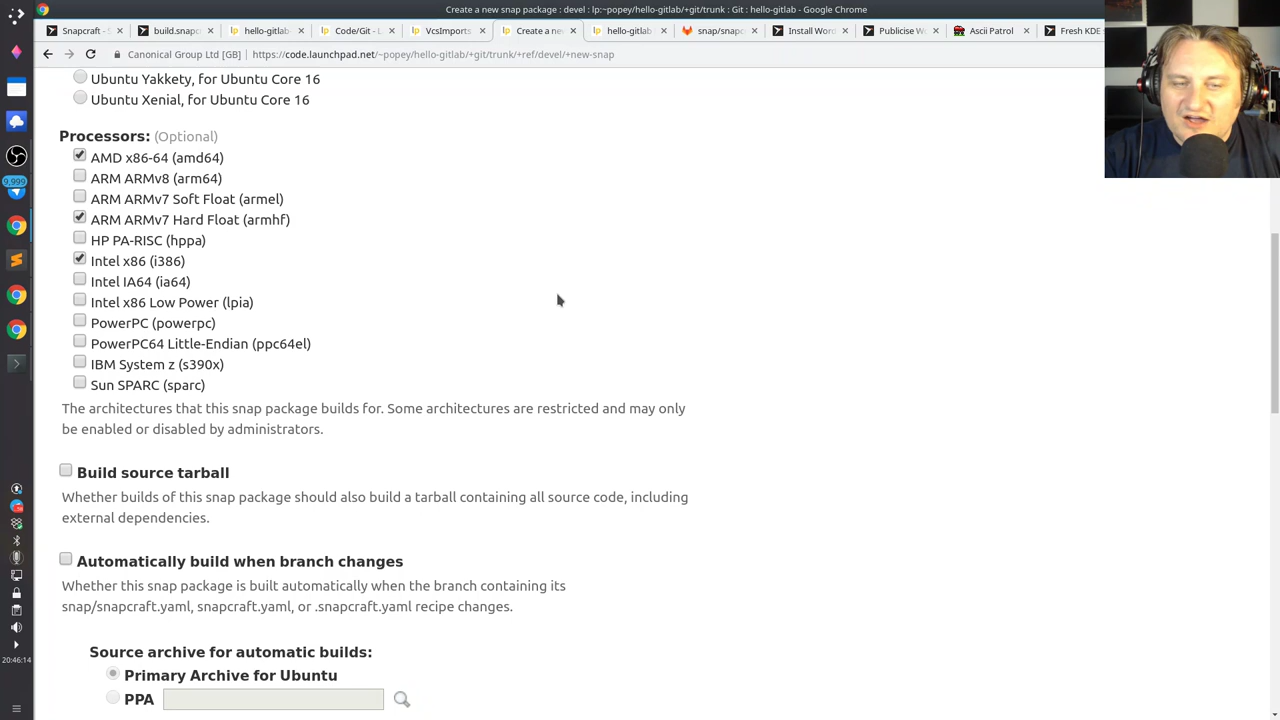 Create a new snap package : devel : lp:~popey/hello-gitlab/+git/trunk : Git : hello-gitlab - Google Chrome
Snapcraft - S
build.snapc
hello-gitlab
Code/Git - L
VcsImports
Create a new
hello-gitlab
snap/snapc
Install Word
Publicise W
Ascii Patrol
Fresh KDE s
Canonical Group Ltd [GB]
https://code.launchpad.net/~popey/hello-gitlab/+git/trunk/+ref/devel/+new-snap
Ubuntu Yakkety, for Ubuntu Core 16
Ubuntu Xenial, for Ubuntu Core 16
Processors: (Optional)
AMD x86-64 (amd64)
ARM ARMv8 (arm64)
ARM ARMv7 Soft Float (armel)
ARM ARMv7 Hard Float (armhf)
HP PA-RISC (hppa)
Intel x86 (i386)
Intel IA64 (ia64)
Intel x86 Low Power (lpia)
PowerPC (powerpc)
PowerPC64 Little-Endian (ppc64el)
IBM System z (s390x)
Sun SPARC (sparc)
The architectures that this snap package builds for. Some architectures are restricted and may only
be enabled or disabled by administrators.
Build source tarball
Whether builds of this snap package should also build a tarball containing all source code, including
external dependencies.
Automatically build when branch changes
Whether this snap package is built automatically when the branch containing its
snap/snapcraft.yaml, snapcraft.yaml, or .snapcraft.yaml recipe changes.
Source archive for automatic builds:
Primary Archive for Ubuntu
PPA
9,999
20:46:14